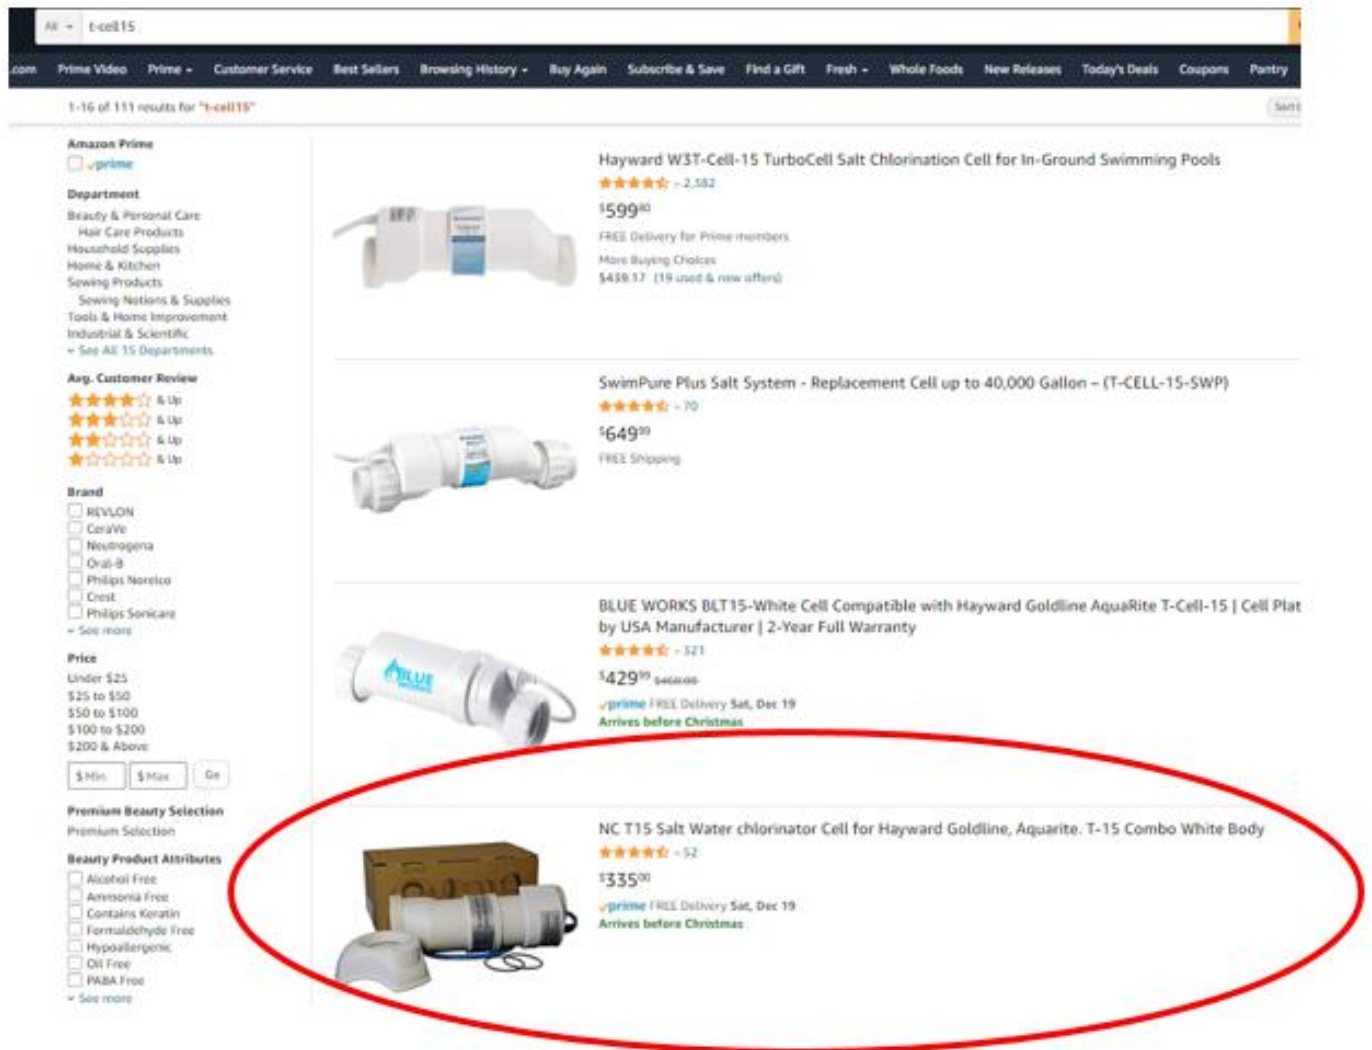 All t-cell15
.com Prime Video Prime Customer Service Best Sellers Browsing History Buy Again Subscribe & Save Find a Gift Fresh Whole Foods New Releases Today's Deals Coupons Pantry
1-16 of 111 results for "t-cell15"
Amazon Prime
prime
Department
Beauty & Personal Care
Hair Care Products
Household Supplies
Home & Kitchen
Sewing Products
Sewing Notions & Supplies
Tools & Home Improvement
Industrial & Scientific
See All 15 Departments
Avg. Customer Review
& Up
& Up
& Up
& Up
Brand
REVLON
CeraVe
Neutrogena
Oral-B
Philips Norelco
Crest
Philips Sonicare
See more
Price
Under $25
$25 to $50
$50 to $100
$100 to $200
$200 & Above
$ Min $ Max Go
Premium Beauty Selection
Premium Selection
Beauty Product Attributes
Alcohol Free
Ammonia Free
Contains Keratin
Formaldehyde Free
Hypoallergenic
Oil Free
PABA Free
See more
Hayward W3T-Cell-15 TurboCell Salt Chlorination Cell for In-Ground Swimming Pools
2,382
$599
FREE Delivery for Prime members
More Buying Choices
$439.17 (19 used & new offers)
SwimPure Plus Salt System - Replacement Cell up to 40,000 Gallon – (T-CELL-15-SWP)
70
$649 99
FREE Shipping
BLUE WORKS
BLUE WORKS BLT15-White Cell Compatible with Hayward Goldline AquaRite T-Cell-15 | Cell Plat
by USA Manufacturer | 2-Year Full Warranty
321
$429 99 $460.00
prime FREE Delivery Sat, Dec 19
Arrives before Christmas
NC T15 Salt Water chlorinator Cell for Hayward Goldline, Aquarite. T-15 Combo White Body
52
$335 00
prime FREE Delivery Sat, Dec 19
Arrives before Christmas